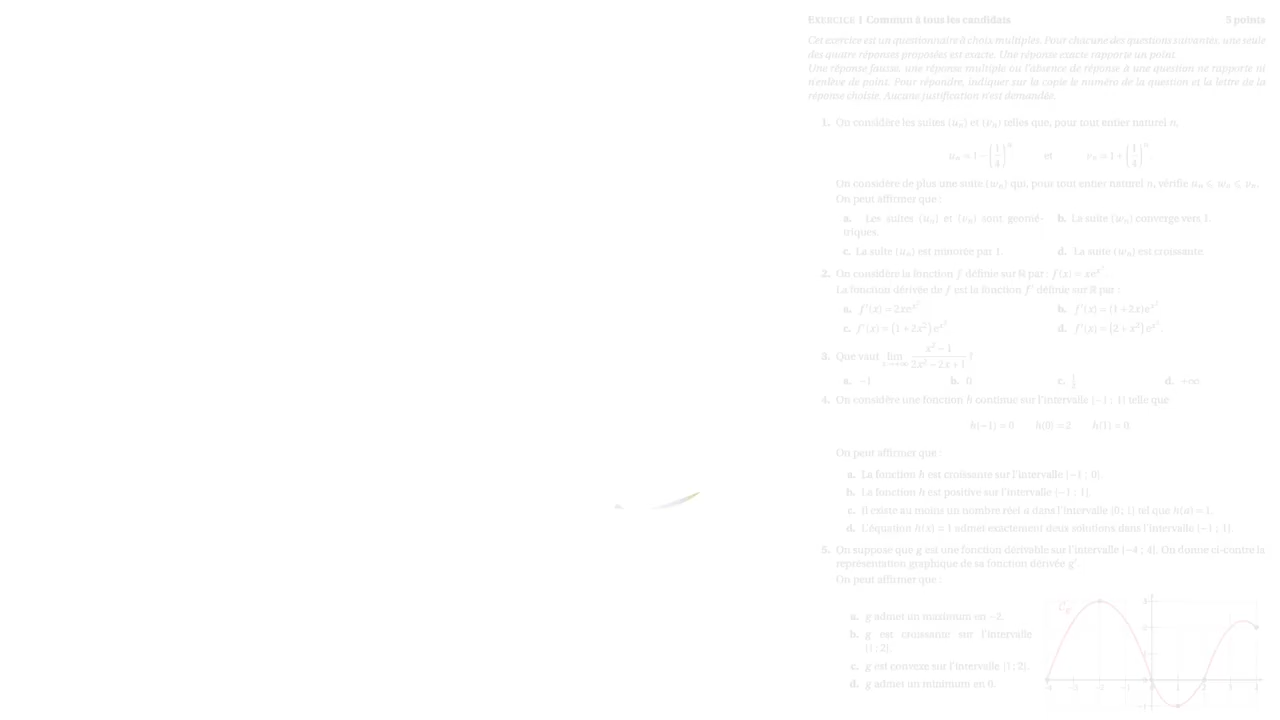 EXERCICE 1 Commun à tous les candidats 5 points
Cet exercice est un questionnaire à choix multiples. Pour chacune des questions suivantes, une seule
des quatre réponses proposées est exacte. Une réponse exacte rapporte un point.
Une réponse fausse, une réponse multiple ou l'absence de réponse à une question ne rapporte ni
n'enlève de point. Pour répondre, indiquer sur la copie le numéro de la question et la lettre de la
réponse choisie. Aucune justification n'est demandée.
1. On considère les suites (uₙ) et (vₙ) telles que, pour tout entier naturel n,
uₙ = 1 − (1/4)ⁿ et vₙ = 1 + (1/4)ⁿ.
On considère de plus une suite (wₙ) qui, pour tout entier naturel n, vérifie uₙ ⩽ wₙ ⩽ vₙ.
On peut affirmer que :
a. Les suites (uₙ) et (vₙ) sont géomé- b. La suite (wₙ) converge vers 1.
triques.
c. La suite (uₙ) est minorée par 1. d. La suite (wₙ) est croissante.
2. On considère la fonction f définie sur ℝ par : f(x) = xe^{x²}.
La fonction dérivée de f est la fonction f′ définie sur ℝ par :
a. f′(x) = 2xe^{x²} b. f′(x) = (1+2x)e^{x²}
c. f′(x) = (1+2x²)e^{x²} d. f′(x) = (2+x²)e^{x²}.
3. Que vaut lim x→+∞ (x² − 1)/(2x² − 2x + 1) ?
a. −1 b. 0 c. 1/2 d. +∞
4. On considère une fonction h continue sur l'intervalle [−1 ; 1] telle que
h(−1) = 0 h(0) = 2 h(1) = 0.
On peut affirmer que :
a. La fonction h est croissante sur l'intervalle [−1 ; 0].
b. La fonction h est positive sur l'intervalle [−1 ; 1].
c. Il existe au moins un nombre réel a dans l'intervalle [0 ; 1] tel que h(a) = 1.
d. L'équation h(x) = 1 admet exactement deux solutions dans l'intervalle [−1 ; 1].
5. On suppose que g est une fonction dérivable sur l'intervalle [−4 ; 4]. On donne ci-contre la
représentation graphique de sa fonction dérivée g′.
On peut affirmer que :
a. g admet un maximum en −2.
b. g est croissante sur l'intervalle
[1 ; 2].
c. g est convexe sur l'intervalle [1 ; 2].
d. g admet un minimum en 0.
C g′
3
2
1
0
−4 −3 −2 −1 0 1 2 3 4
−1